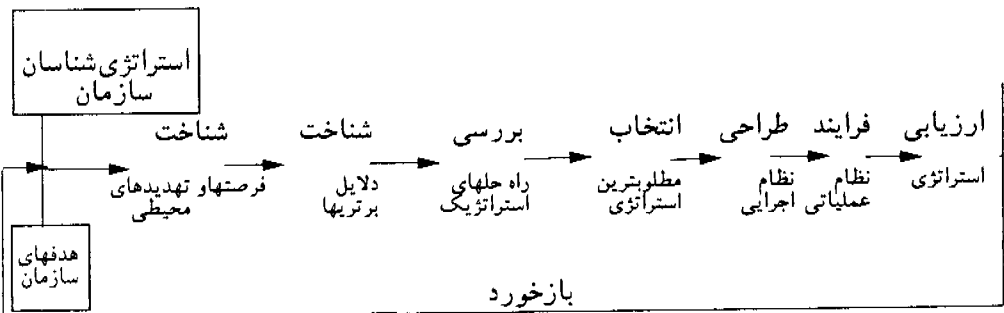 استراتژی‌شناسان
سازمان
شناخت
فرصتهاو تهدیدهای
محیطی
شناخت
دلایل
برتریها
بررسی
راه حلهای
استراتژیک
انتخاب
مطلوبترین
استراتژی
طراحی
نظام
اجرایی
فرایند
نظام
عملیاتی
ارزیابی
استراتژی
هدفهای
سازمان
بازخورد